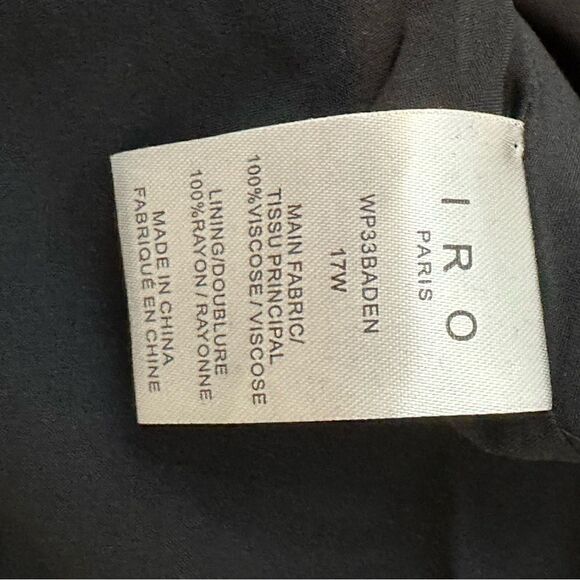 IRO
PARIS
WP33BADEN
17W
MAIN FABRIC/
TISSU PRINCIPAL
100%VISCOSE / VISCOSE
LINING/DOUBLURE
100%RAYON / RAYONNE
MADE IN CHINA
FABRIQUÉ EN CHINE